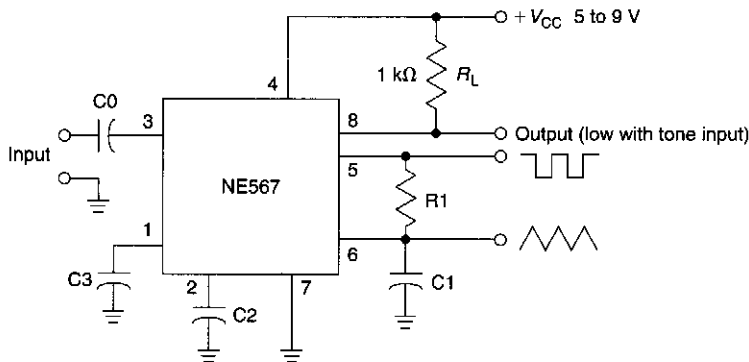 + V_CC 5 to 9 V
4
1 kΩ
R_L
C0
3
8
Output (low with tone input)
Input
5
NE567
R1
1
6
C3
2
7
C1
C2